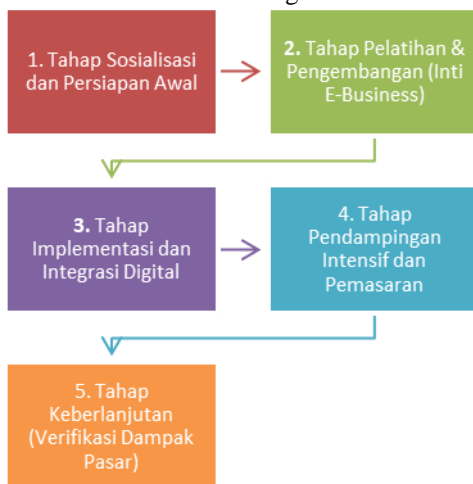 1. Tahap Sosialisasi
dan Persiapan Awal
2. Tahap Pelatihan &
Pengembangan (Inti
E-Business)
3. Tahap
Implementasi dan
Integrasi Digital
4. Tahap
Pendampingan
Intensif dan
Pemasaran
5. Tahap
Keberlanjutan
(Verifikasi Dampak
Pasar)